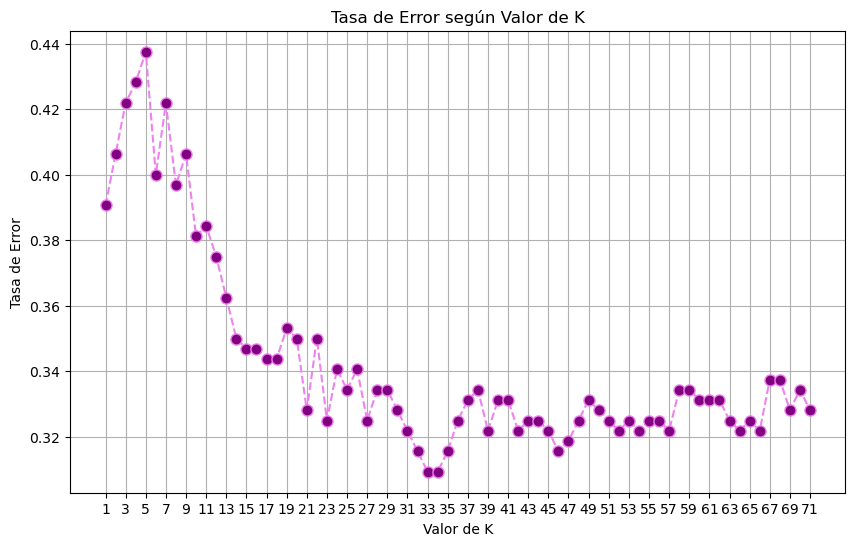 Tasa de Error según Valor de K
Tasa de Error
0.44
0.42
0.40
0.38
0.36
0.34
0.32
1 3 5 7 9 11 13 15 17 19 21 23 25 27 29 31 33 35 37 39 41 43 45 47 49 51 53 55 57 59 61 63 65 67 69 71
Valor de K